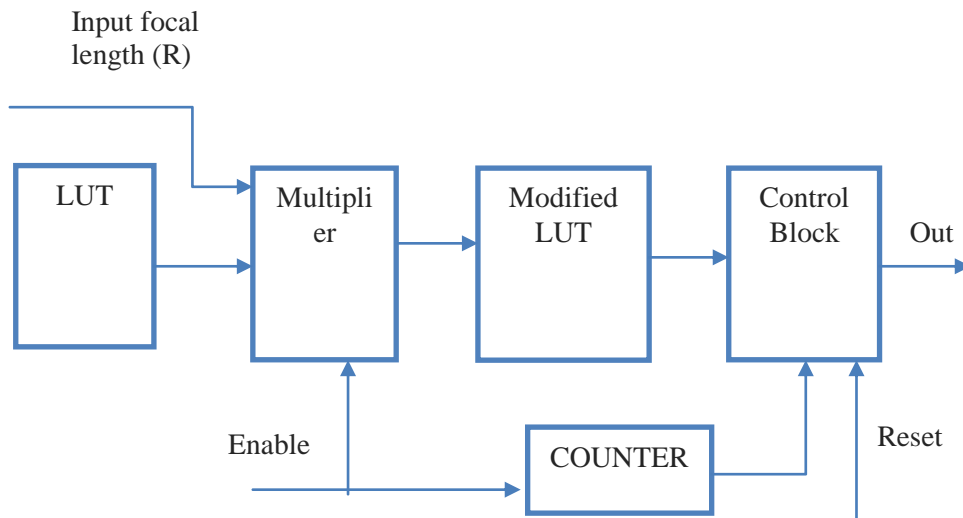 Input focal
length (R)
LUT
Multipli
er
Modified
LUT
Control
Block
Out
Enable
COUNTER
Reset